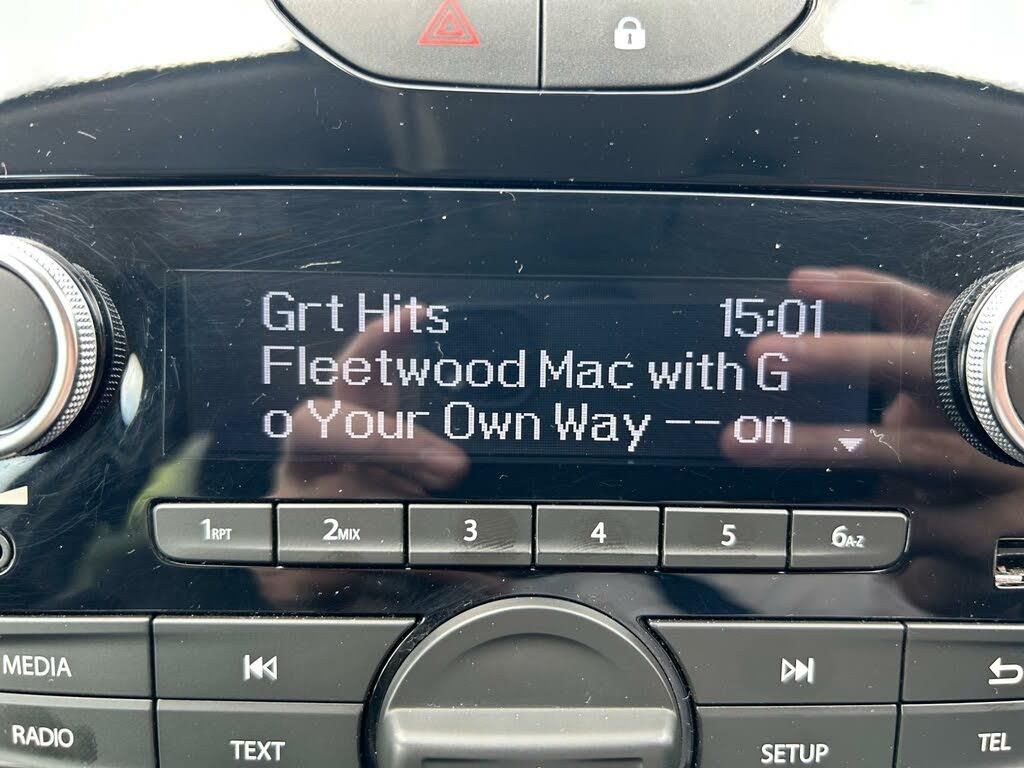 Grt Hits 15:01
Fleetwood Mac with G
o Your Own Way -- on
1RPT 2MIX 3 4 5 6A-Z
MEDIA
RADIO TEXT SETUP TEL